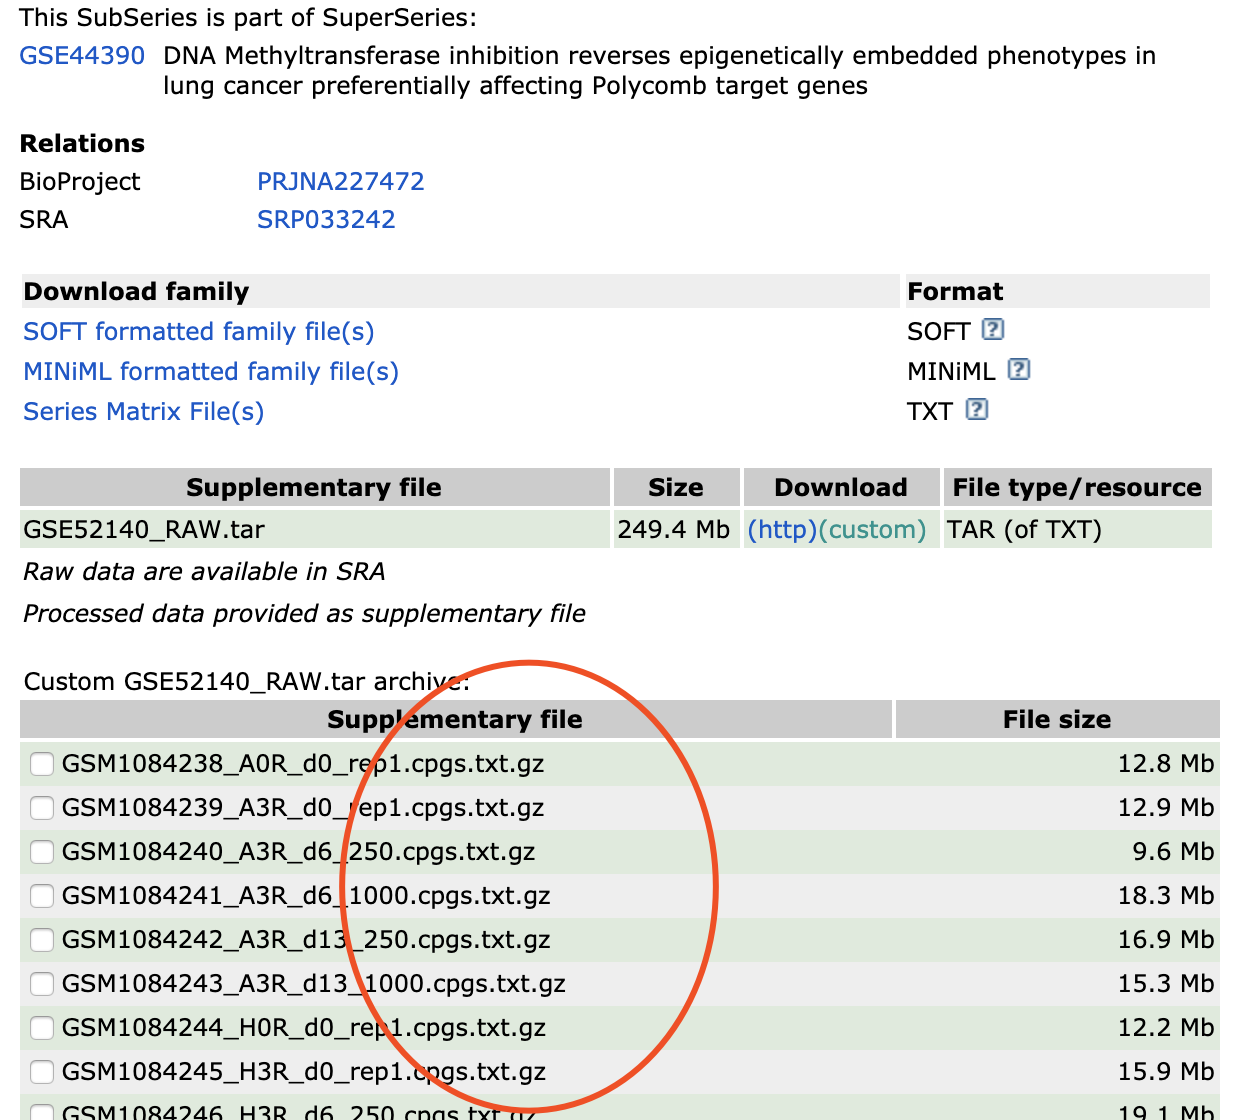 This SubSeries is part of SuperSeries:
GSE44390 DNA Methyltransferase inhibition reverses epigenetically embedded phenotypes in
lung cancer preferentially affecting Polycomb target genes
Relations
BioProject PRJNA227472
SRA SRP033242
Download family Format
SOFT formatted family file(s) SOFT ?
MINiML formatted family file(s) MINiML ?
Series Matrix File(s) TXT ?
Supplementary file Size Download File type/resource
GSE52140_RAW.tar 249.4 Mb (http)(custom) TAR (of TXT)
Raw data are available in SRA
Processed data provided as supplementary file
Custom GSE52140_RAW.tar archive:
Supplementary file File size
GSM1084238_A0R_d0_rep1.cpgs.txt.gz 12.8 Mb
GSM1084239_A3R_d0_rep1.cpgs.txt.gz 12.9 Mb
GSM1084240_A3R_d6_250.cpgs.txt.gz 9.6 Mb
GSM1084241_A3R_d6_1000.cpgs.txt.gz 18.3 Mb
GSM1084242_A3R_d13_250.cpgs.txt.gz 16.9 Mb
GSM1084243_A3R_d13_1000.cpgs.txt.gz 15.3 Mb
GSM1084244_H0R_d0_rep1.cpgs.txt.gz 12.2 Mb
GSM1084245_H3R_d0_rep1.cpgs.txt.gz 15.9 Mb
GSM1084246_H3R_d6_250.cpgs.txt.gz 19.1 Mb